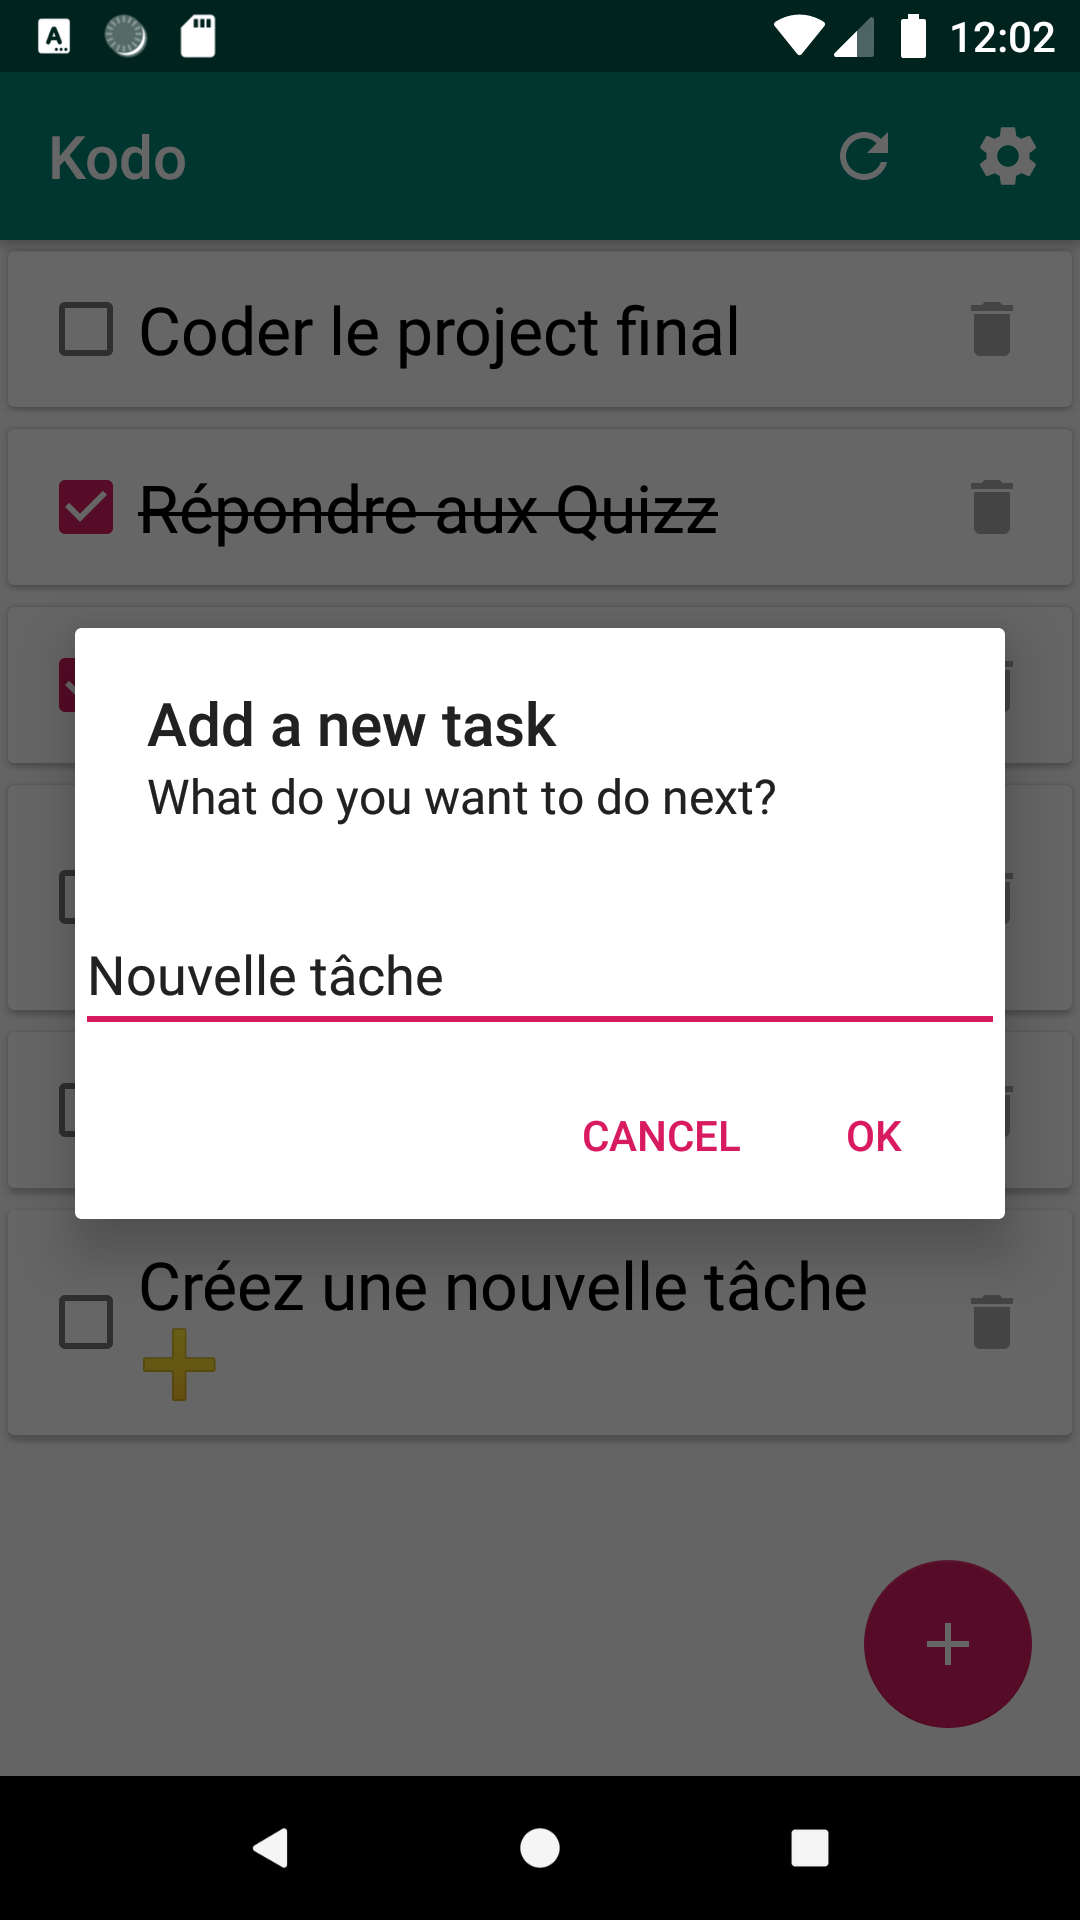 12:02
Kodo
Coder le project final
Répondre aux Quizz
Add a new task
What do you want to do next?
Nouvelle tâche
CANCEL OK
Créez une nouvelle tâche
➕